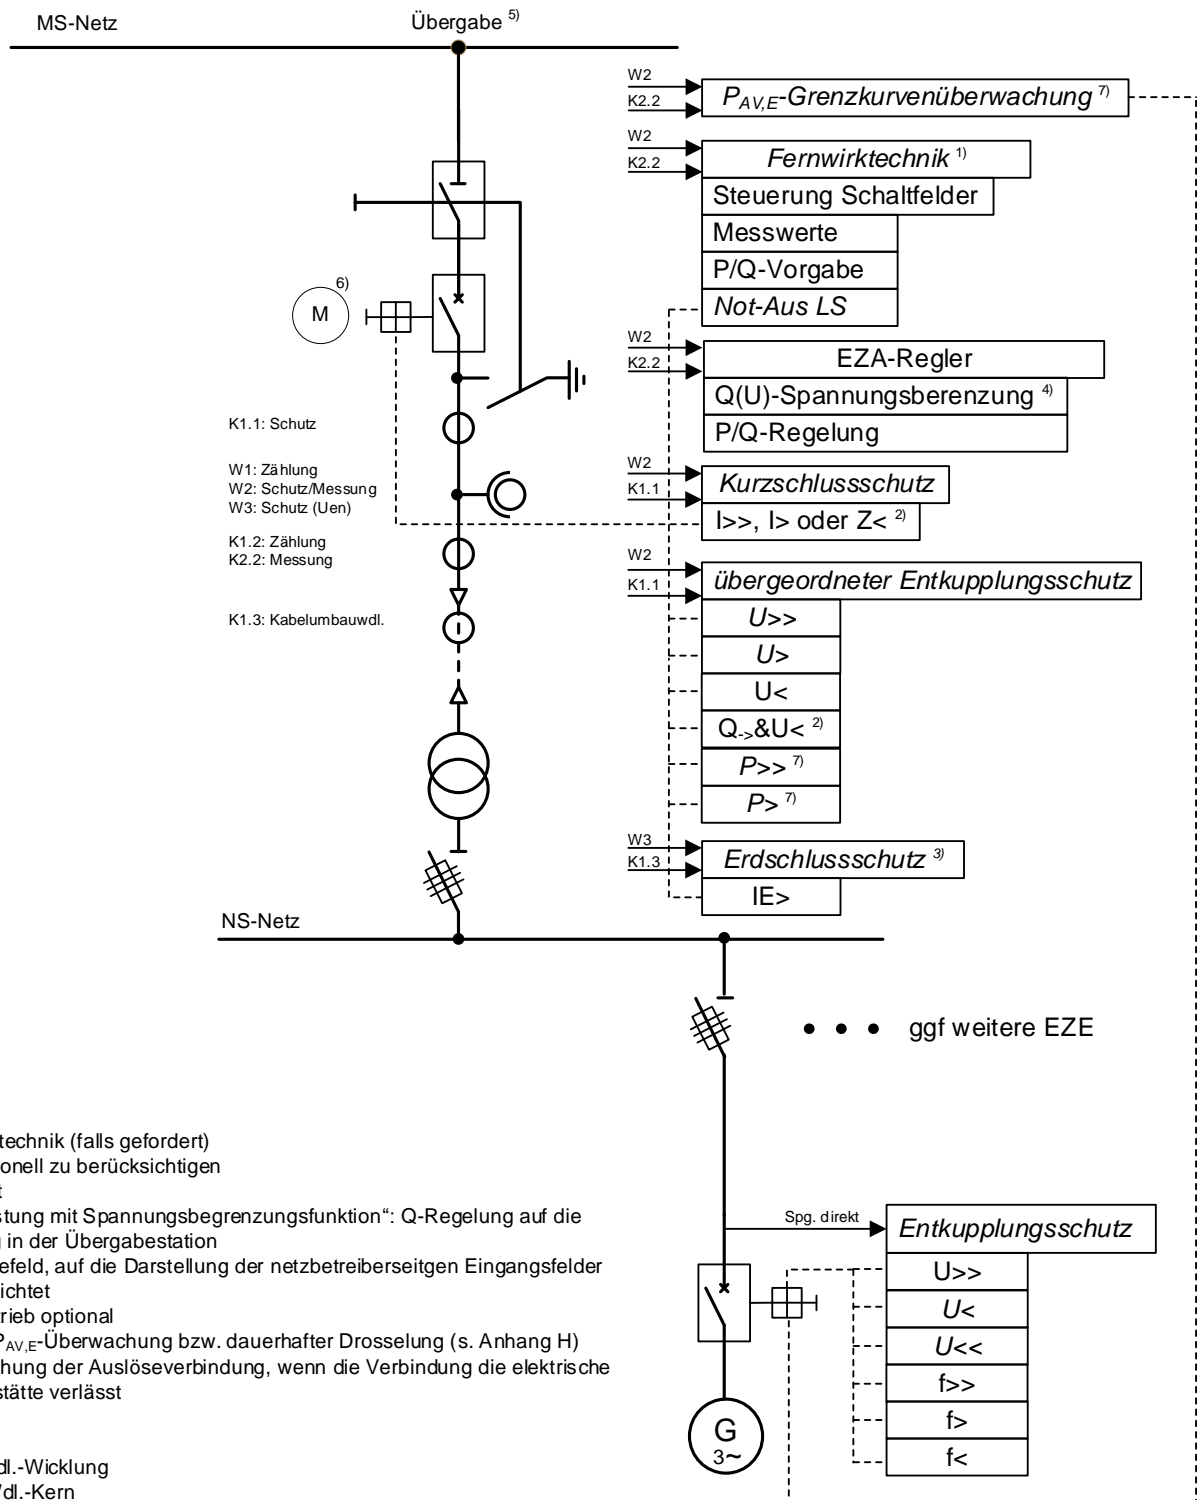 MS-Netz
Übergabe 5)
W2
K2.2
P AV,E-Grenzkurvenüberwachung 7)
W2
K2.2
Fernwirktechnik 1)
Steuerung Schaltfelder
Messwerte
P/Q-Vorgabe
Not-Aus LS
6)
M
W2
K2.2
EZA-Regler
Q(U)-Spannungsberenzung 4)
P/Q-Regelung
K1.1: Schutz
W1: Zählung
W2: Schutz/Messung
W3: Schutz (Uen)
K1.2: Zählung
K2.2: Messung
K1.3: Kabelumbauwdl.
W2
K1.1
Kurzschlussschutz
I>>, I> oder Z< 2)
W2
K1.1
übergeordneter Entkupplungsschutz
U>>
U>
U<
Q->&U< 2)
P>> 7)
P> 7)
W3
K1.3
Erdschlussschutz 3)
IE>
NS-Netz
ggf weitere EZE
technik (falls gefordert)
onell zu berücksichtigen
t
stung mit Spannungsbegrenzungsfunktion“: Q-Regelung auf die
g in der Übergabestation
efeld, auf die Darstellung der netzbetreiberseitgen Eingangsfelder
ichtet
trieb optional
P AV,E-Überwachung bzw. dauerhafter Drosselung (s. Anhang H)
chung der Auslöseverbindung, wenn die Verbindung die elektrische
stätte verlässt
dl.-Wicklung
Wdl.-Kern
Spg. direkt
Entkupplungsschutz
U>>
U<
U<<
f>>
f>
f<
G
3~